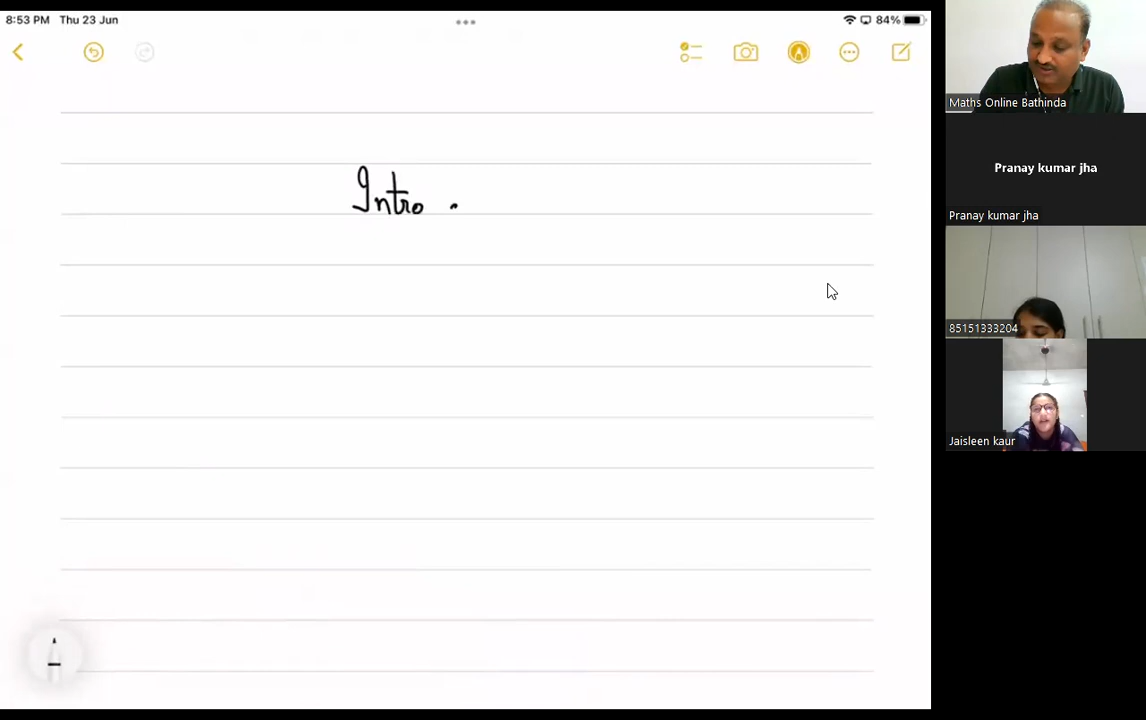 8:53 PM Thu 23 Jun
84%
Intro .
Maths Online Bathinda
Pranay kumar jha
Pranay kumar jha
85151333204
Jaisleen kaur